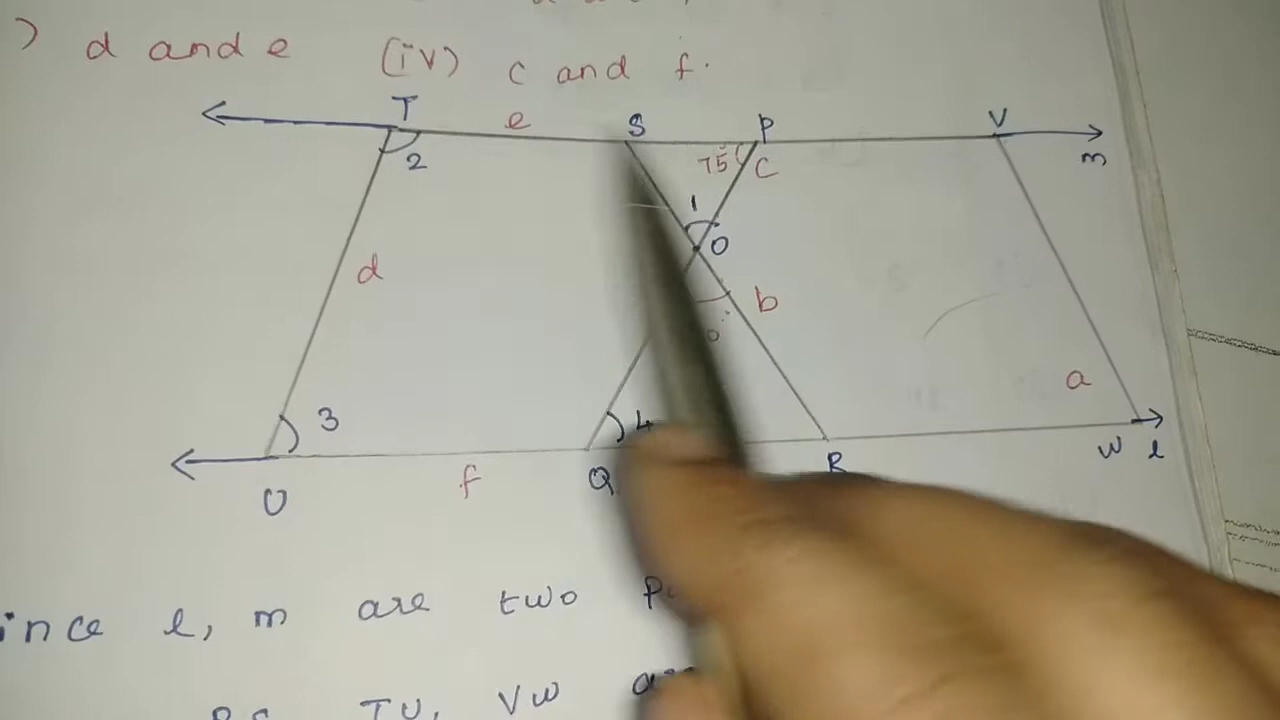 ) d and e (iv) c and f.
T e S P V
2 75 C m
1
O
d
b
a
3 4
W l
U f Q R
ince l, m are two
TU, VW